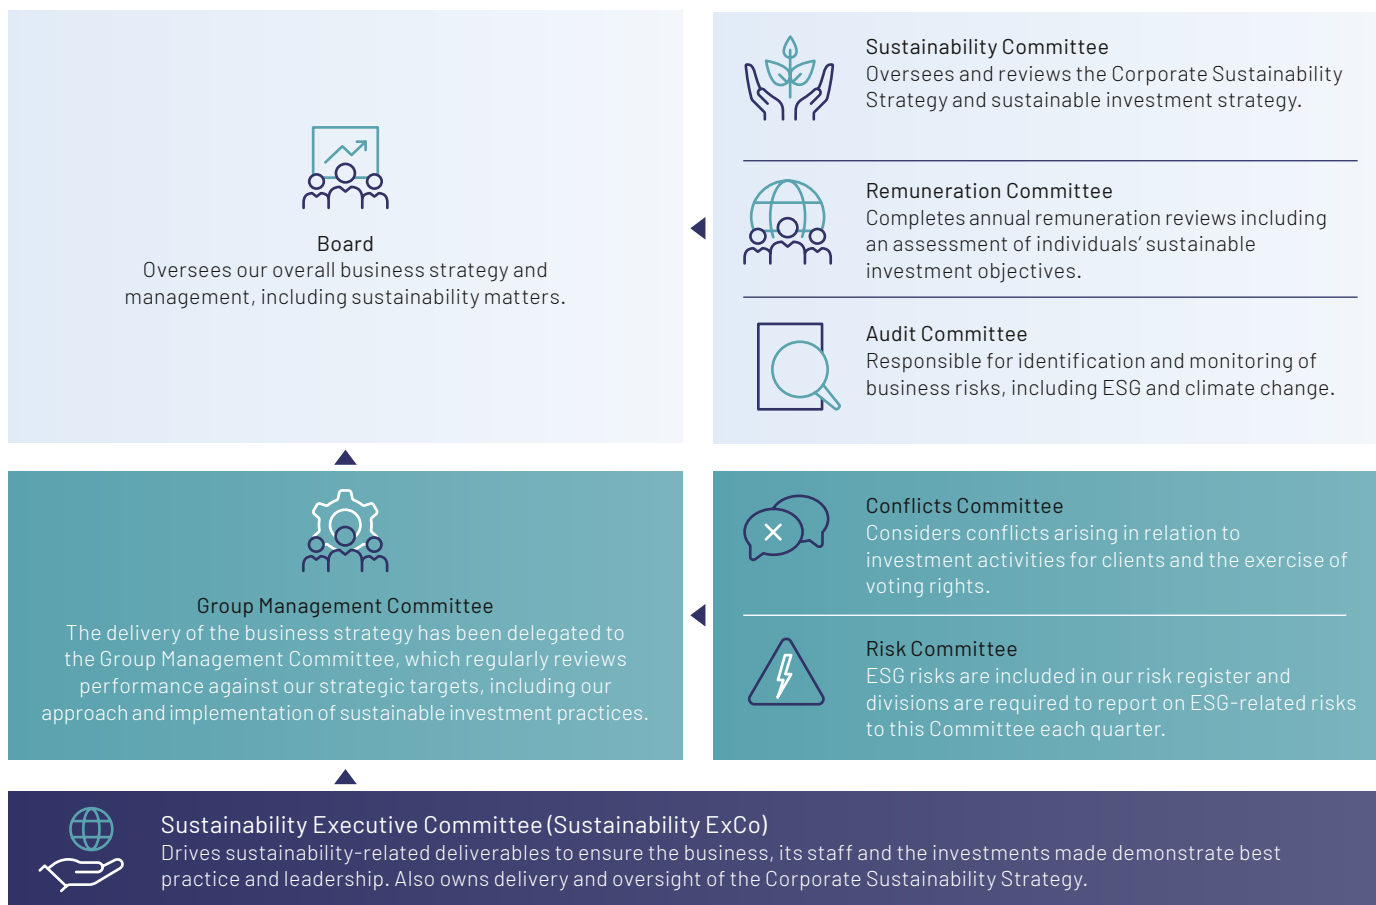 Board
Oversees our overall business strategy and
management, including sustainability matters.
Sustainability Committee
Oversees and reviews the Corporate Sustainability
Strategy and sustainable investment strategy.
Remuneration Committee
Completes annual remuneration reviews including
an assessment of individuals’ sustainable
investment objectives.
Audit Committee
Responsible for identification and monitoring of
business risks, including ESG and climate change.
Group Management Committee
The delivery of the business strategy has been delegated to
the Group Management Committee, which regularly reviews
performance against our strategic targets, including our
approach and implementation of sustainable investment practices.
Conflicts Committee
Considers conflicts arising in relation to
investment activities for clients and the exercise of
voting rights.
Risk Committee
ESG risks are included in our risk register and
divisions are required to report on ESG-related risks
to this Committee each quarter.
Sustainability Executive Committee (Sustainability ExCo)
Drives sustainability-related deliverables to ensure the business, its staff and the investments made demonstrate best
practice and leadership. Also owns delivery and oversight of the Corporate Sustainability Strategy.